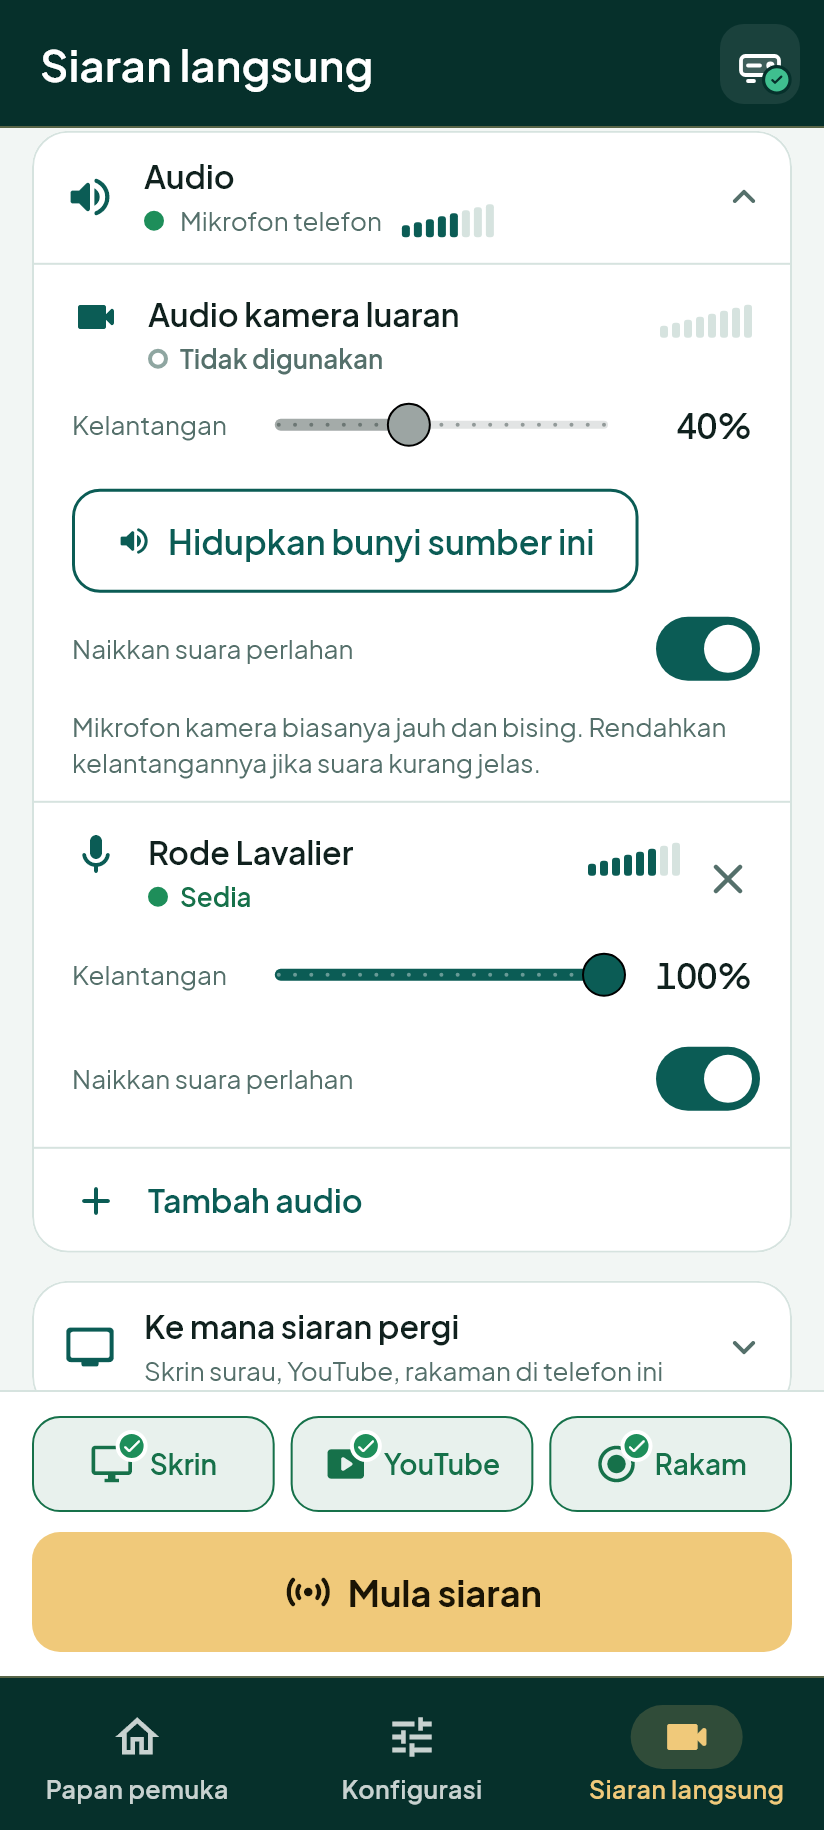 Siaran langsung
Audio
Mikrofon telefon
Audio kamera luaran
Tidak digunakan
Kelantangan
40%
Hidupkan bunyi sumber ini
Naikkan suara perlahan
Mikrofon kamera biasanya jauh dan bising. Rendahkan
kelantangannya jika suara kurang jelas.
Rode Lavalier
Sedia
Kelantangan
100%
Naikkan suara perlahan
Tambah audio
Ke mana siaran pergi
Skrin surau, YouTube, rakaman di telefon ini
Skrin
YouTube
Rakam
Mula siaran
Papan pemuka
Konfigurasi
Siaran langsung